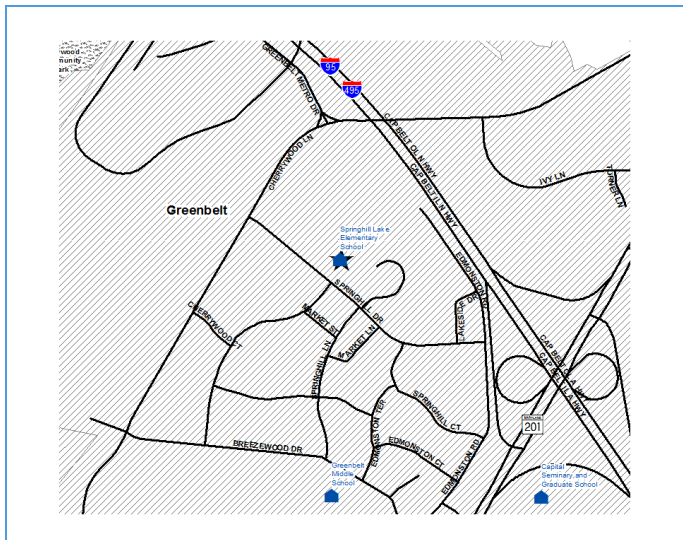 wood
munity
ark
GREENBELT METRO DR
95
495
CAP BELT OL N HWY
CAP BELT IL N HWY
CHERRYWOOD LN
IVY LN
TURNER LN
Greenbelt
Springhill Lake
Elementary
School
SPRINGHILL DR
EDMONSTON RD
LAKESIDE DR
CHERRYWOOD CT
MARKET ST
MARKET LN
SPRINGHILL LN
CAP BELT OL A HWY
CAP BELT IL A HWY
SPRINGHILL CT
EDMONSTON TER
201
BREEZEWOOD DR
EDMONSTON CT
EDMONSTON RD
Greenbelt
Middle
School
Capital
Seminary and
Graduate School